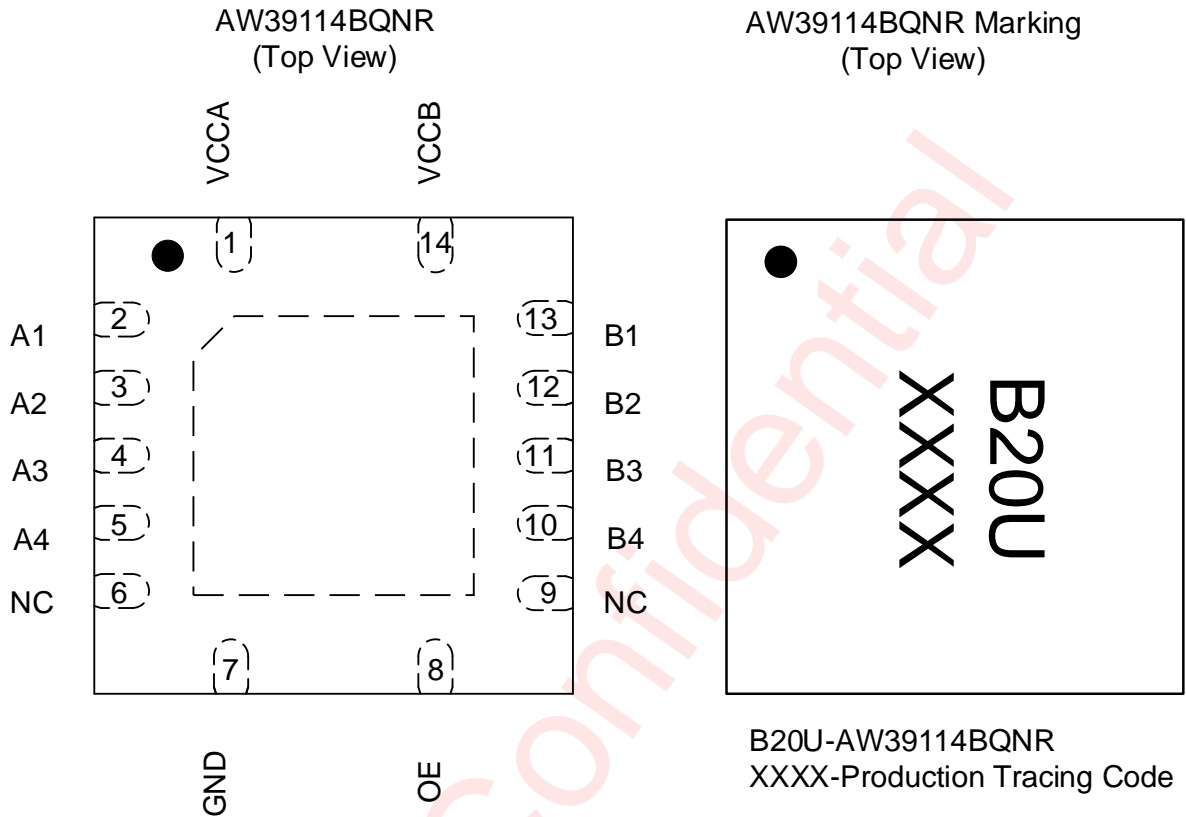 AW39114BQNR
(Top View)
VCCA
VCCB
1
14
A1
2
13
B1
A2
3
12
B2
A3
4
11
B3
A4
5
10
B4
NC
6
9
NC
7
8
GND
OE
AW39114BQNR Marking
(Top View)
B20U
XXXX
B20U-AW39114BQNR
XXXX-Production Tracing Code
Confidential